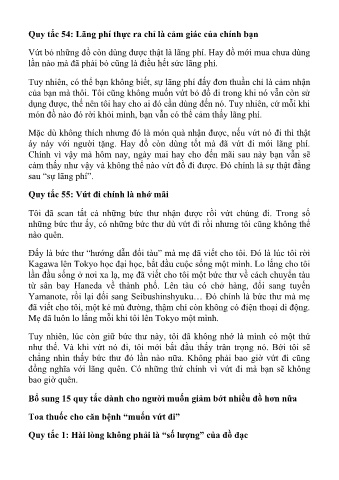 Quy tắc 54: Lãng phí thực ra chỉ là cảm giác của chính bạn
Vứt bỏ những đồ còn dùng được thật là lãng phí. Hay đồ mới mua chưa dùng
lần nào mà đã phải bỏ cũng là điều hết sức lãng phí.
Tuy nhiên, có thể bạn không biết, sự lãng phí đấy đơn thuần chỉ là cảm nhận
của bạn mà thôi. Tôi cũng không muốn vứt bỏ đồ đi trong khi nó vẫn còn sử
dụng được, thế nên tôi hay cho ai đó cần dùng đến nó. Tuy nhiên, cứ mỗi khi
món đồ nào đó rời khỏi mình, bạn vẫn có thể cảm thấy lãng phí.
Mặc dù không thích nhưng đó là món quà nhận được, nếu vứt nó đi thì thật
áy náy với người tặng. Hay đồ còn dùng tốt mà đã vứt đi mới lãng phí.
Chính vì vậy mà hôm nay, ngày mai hay cho đến mãi sau này bạn vẫn sẽ
cảm thấy như vậy và không thể nào vứt đồ đi được. Đó chính là sự thật đằng
sau “sự lãng phí”.
Quy tắc 55: Vứt đi chính là nhớ mãi
Tôi đã scan tất cả những bức thư nhận được rồi vứt chúng đi. Trong số
những bức thư ấy, có những bức thư dù vứt đi rồi nhưng tôi cũng không thể
nào quên.
Đấy là bức thư “hướng dẫn đổi tàu” mà mẹ đã viết cho tôi. Đó là lúc tôi rời
Kagawa lên Tokyo học đại học, bắt đầu cuộc sống một mình. Lo lắng cho tôi
lần đầu sống ở nơi xa lạ, mẹ đã viết cho tôi một bức thư về cách chuyển tàu
từ sân bay Haneda về thành phố. Lên tàu có chở hàng, đổi sang tuyến
Yamanote, rồi lại đổi sang Seibushinshyuku… Đó chính là bức thư mà mẹ
đã viết cho tôi, một kẻ mù đường, thậm chí còn không có điện thoại di động.
Mẹ đã luôn lo lắng mỗi khi tôi lên Tokyo một mình.
Tuy nhiên, lúc còn giữ bức thư này, tôi đã không nhớ là mình có một thứ
như thế. Và khi vứt nó đi, tôi mới bắt đầu thấy trân trọng nó. Bởi tôi sẽ
chẳng nhìn thấy bức thư đó lần nào nữa. Không phải bao giờ vứt đi cũng
đồng nghĩa với lãng quên. Có những thứ chính vì vứt đi mà bạn sẽ không
bao giờ quên.
Bổ sung 15 quy tắc dành cho người muốn giảm bớt nhiều đồ hơn nữa
Toa thuốc cho căn bệnh “muốn vứt đi”
Quy tắc 1: Hài lòng không phải là “số lượng” của đồ đạc